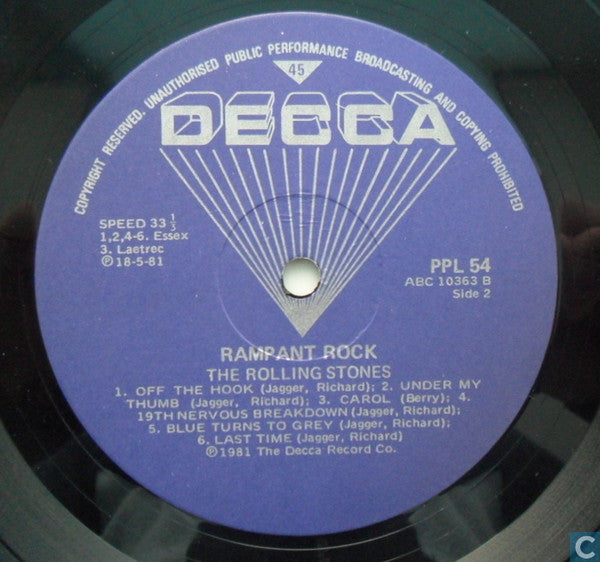 COPYRIGHT RESERVED. UNAUTHORISED PUBLIC PERFORMANCE BROADCASTING AND COPYING PROHIBITED
45
DECCA
SPEED 33 1/3
1,2,4-6. Essex
3. Laetrec
℗18-5-81
PPL 54
ABC 10363 B
Side 2
RAMPANT ROCK
THE ROLLING STONES
1. OFF THE HOOK (Jagger, Richard); 2. UNDER MY
THUMB (Jagger, Richard); 3. CAROL (Berry); 4.
19TH NERVOUS BREAKDOWN (Jagger, Richard);
5. BLUE TURNS TO GREY (Jagger, Richard);
6. LAST TIME (Jagger, Richard)
℗1981 The Decca Record Co.
C